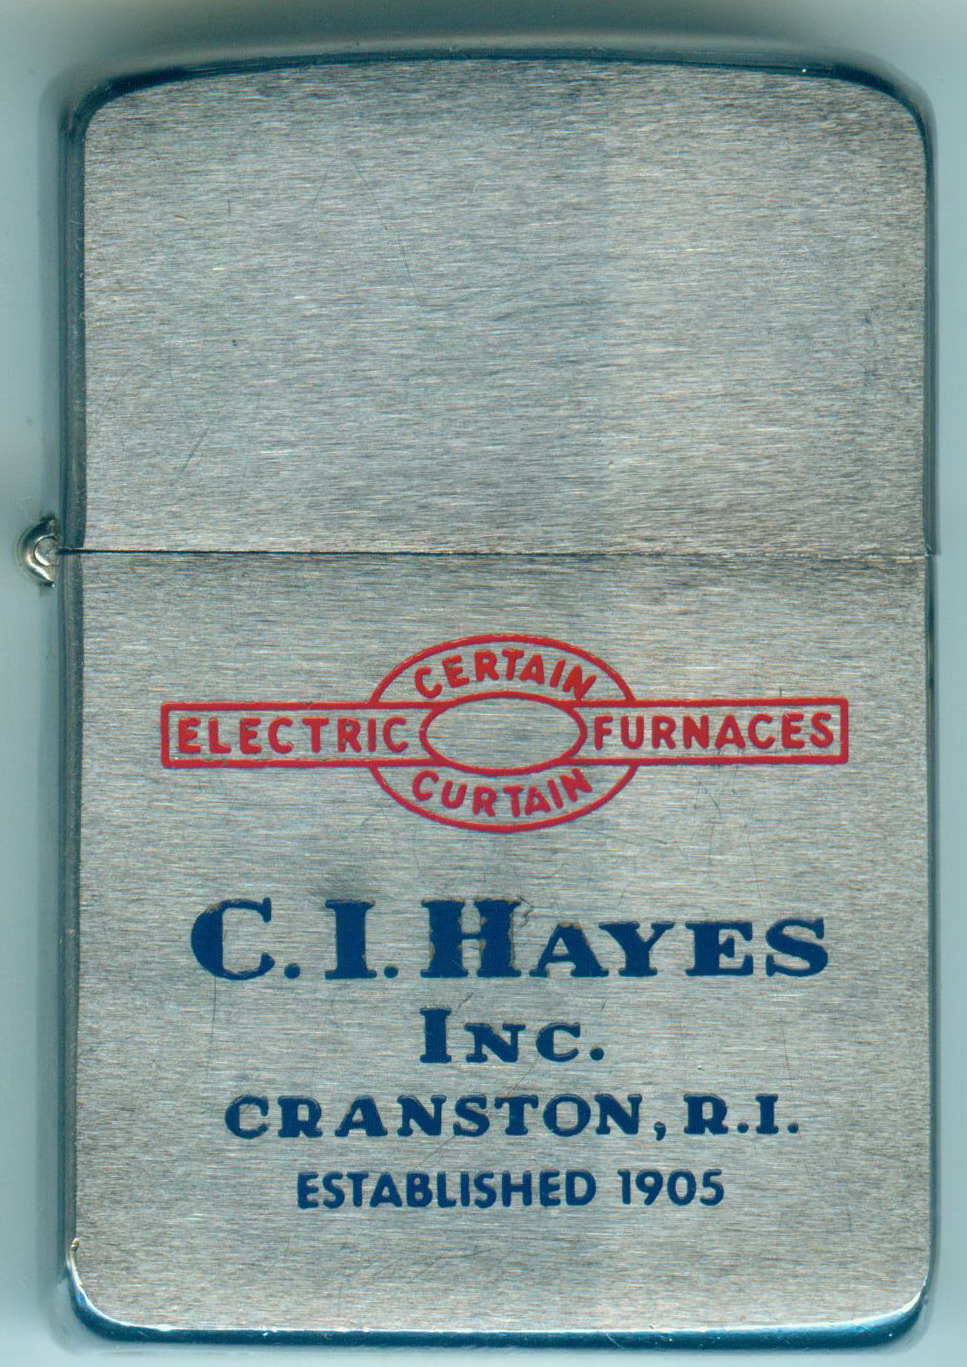 CERTAIN
ELECTRIC FURNACES
CURTAIN
C. I. HAYES
INC.
CRANSTON, R.I.
ESTABLISHED 1905